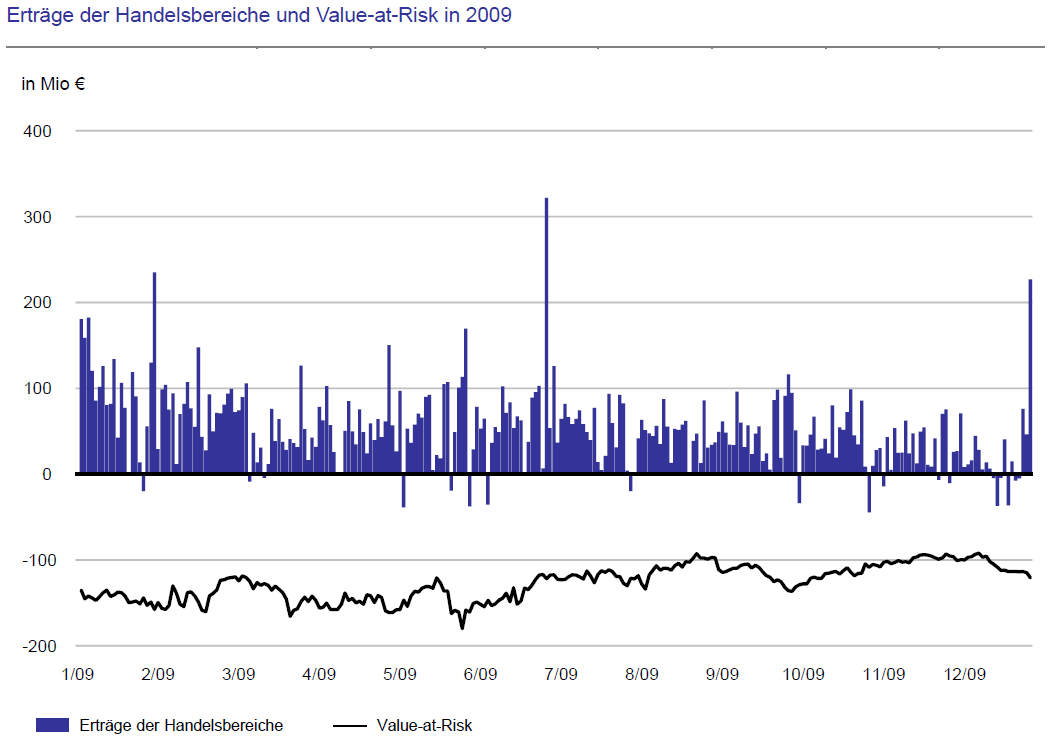 Erträge der Handelsbereiche und Value-at-Risk in 2009
in Mio €
400
300
200
100
0
-100
-200
1/09 2/09 3/09 4/09 5/09 6/09 7/09 8/09 9/09 10/09 11/09 12/09
Erträge der Handelsbereiche Value-at-Risk